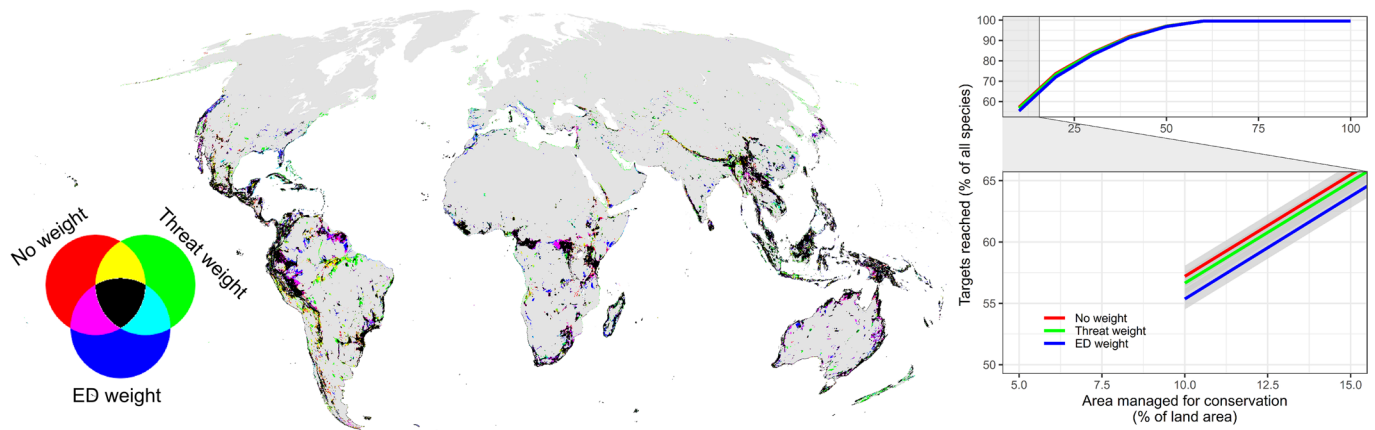 No weight
Threat weight
ED weight
Targets reached (% of all species)
100
90
80
70
60
25
50
75
100
65
60
55
50
No weight
Threat weight
ED weight
5.0
7.5
10.0
12.5
15.0
Area managed for conservation
(% of land area)